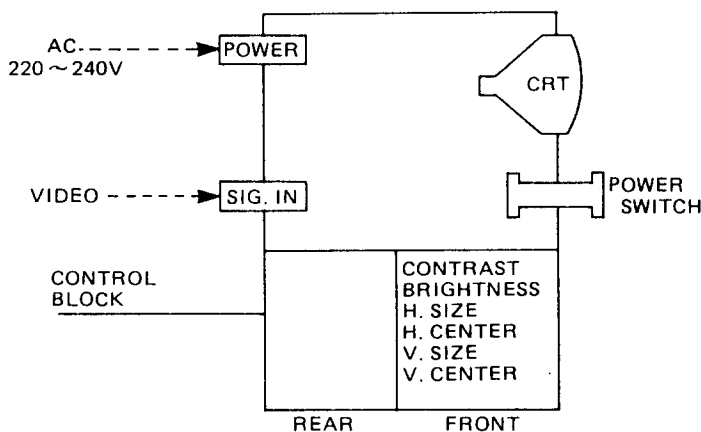 AC
220～240V
POWER
CRT
VIDEO
SIG. IN
POWER
SWITCH
CONTROL
BLOCK
CONTRAST
BRIGHTNESS
H. SIZE
H. CENTER
V. SIZE
V. CENTER
REAR
FRONT